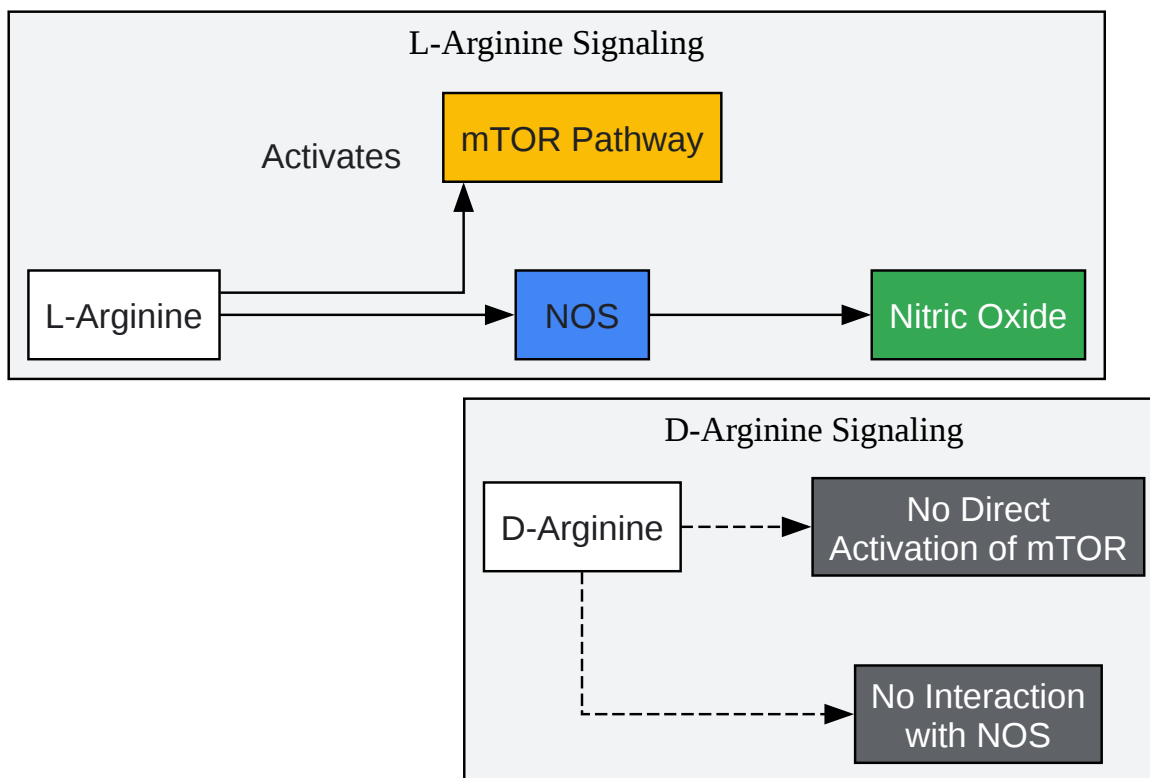 L-Arginine Signaling
mTOR Pathway
Activates
L-Arginine
NOS
Nitric Oxide
D-Arginine Signaling
D-Arginine
No Direct
Activation of mTOR
No Interaction
with NOS